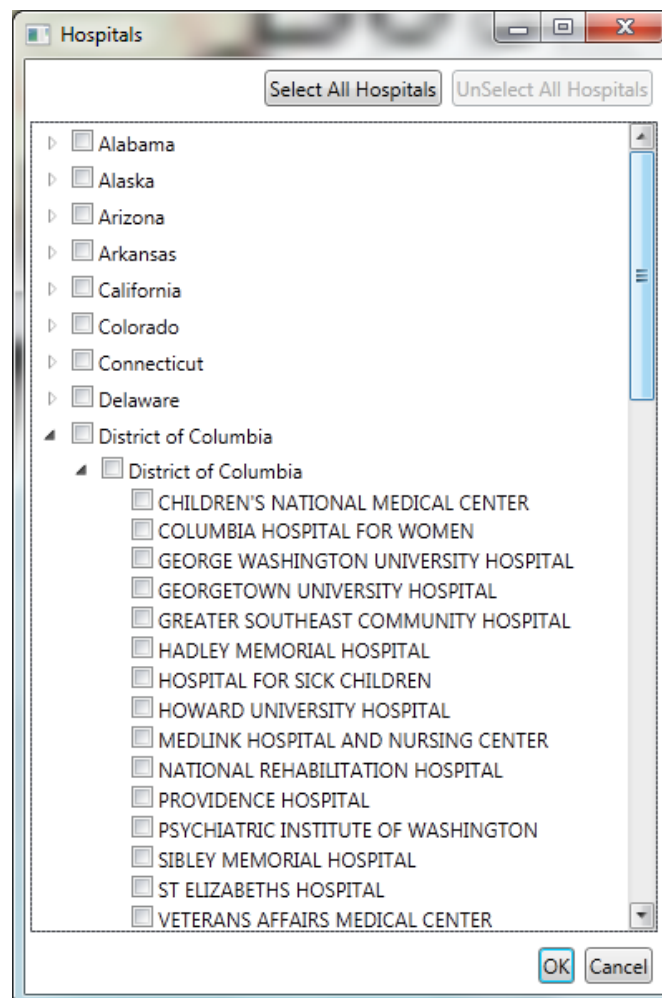 Hospitals
Select All Hospitals UnSelect All Hospitals
Alabama
Alaska
Arizona
Arkansas
California
Colorado
Connecticut
Delaware
District of Columbia
District of Columbia
CHILDREN'S NATIONAL MEDICAL CENTER
COLUMBIA HOSPITAL FOR WOMEN
GEORGE WASHINGTON UNIVERSITY HOSPITAL
GEORGETOWN UNIVERSITY HOSPITAL
GREATER SOUTHEAST COMMUNITY HOSPITAL
HADLEY MEMORIAL HOSPITAL
HOSPITAL FOR SICK CHILDREN
HOWARD UNIVERSITY HOSPITAL
MEDLINK HOSPITAL AND NURSING CENTER
NATIONAL REHABILITATION HOSPITAL
PROVIDENCE HOSPITAL
PSYCHIATRIC INSTITUTE OF WASHINGTON
SIBLEY MEMORIAL HOSPITAL
ST ELIZABETHS HOSPITAL
VETERANS AFFAIRS MEDICAL CENTER
OK Cancel